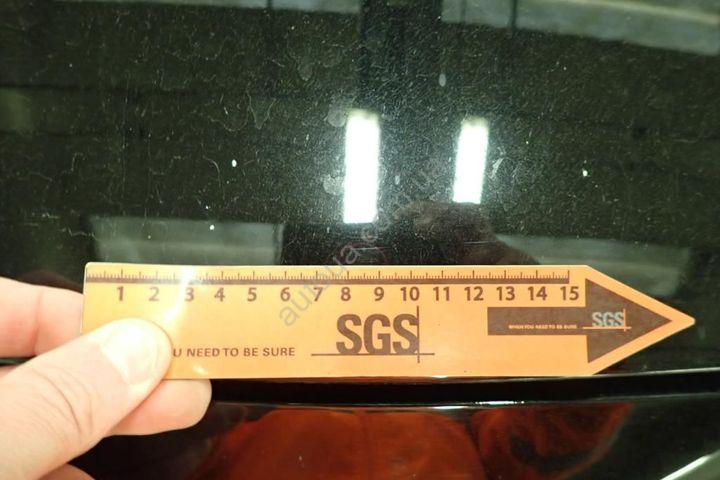 1 2 3 4 5 6 7 8 9 10 11 12 13 14 15
U NEED TO BE SURE
SGS
WHEN YOU NEED TO BE SURE
SGS